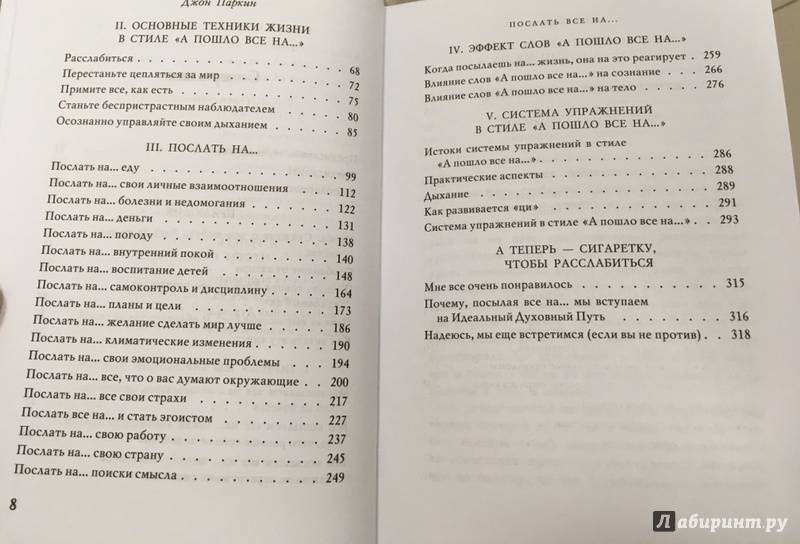 Джон Паркин
II. ОСНОВНЫЕ ТЕХНИКИ ЖИЗНИ
В СТИЛЕ «А ПОШЛО ВСЕ НА...»
Расслабиться . . . . . . . . . . . . . . . . 68
Перестаньте цепляться за мир . . . . . . . . 72
Примите все, как есть . . . . . . . . . . . . 75
Станьте беспристрастным наблюдателем . . . . 80
Осознанно управляйте своим дыханием . . . . . 85
III. ПОСЛАТЬ НА...
Послать на... еду . . . . . . . . . . . . . . 99
Послать на... свои личные взаимоотношения . . . 112
Послать на... болезни и недомогания . . . . . . 122
Послать на... деньги . . . . . . . . . . . . . 131
Послать на... погоду . . . . . . . . . . . . . 138
Послать на... внутренний покой . . . . . . . . 140
Послать на... воспитание детей . . . . . . . . 148
Послать на... самоконтроль и дисциплину . . . . 164
Послать на... планы и цели . . . . . . . . . . 173
Послать на... желание сделать мир лучше . . . . 186
Послать на... климатические изменения . . . . . 190
Послать на... свои эмоциональные проблемы . . . 194
Послать на... все, что о вас думают окружающие . . 200
Послать на... все свои страхи . . . . . . . . . 217
Послать все на... и стать эгоистом . . . . . . . 227
Послать на... свою работу . . . . . . . . . . . 237
Послать на... свою страну . . . . . . . . . . . 245
Послать на... поиски смысла . . . . . . . . . . 249
8
ПОСЛАТЬ ВСЕ НА...
IV. ЭФФЕКТ СЛОВ «А ПОШЛО ВСЕ НА...»
Когда посылаешь на... жизнь, она на это реагирует . 259
Влияние слов «А пошло все на...» на сознание . . 266
Влияние слов «А пошло все на...» на тело . . . . 276
V. СИСТЕМА УПРАЖНЕНИЙ
В СТИЛЕ «А ПОШЛО ВСЕ НА...»
Истоки системы упражнений в стиле
«А пошло все на...» . . . . . . . . . . . . . 286
Практические аспекты . . . . . . . . . . . . 288
Дыхание . . . . . . . . . . . . . . . . . . 289
Как развивается «ци» . . . . . . . . . . . . 291
Система упражнений в стиле «А пошло все на...» . . 293
А ТЕПЕРЬ — СИГАРЕТКУ,
ЧТОБЫ РАССЛАБИТЬСЯ
Мне все очень понравилось . . . . . . . . . . 315
Почему, посылая все на... мы вступаем
на Идеальный Духовный Путь . . . . . . . . . 316
Надеюсь, мы еще встретимся (если вы не против) . . 318
Лабиринт.ру